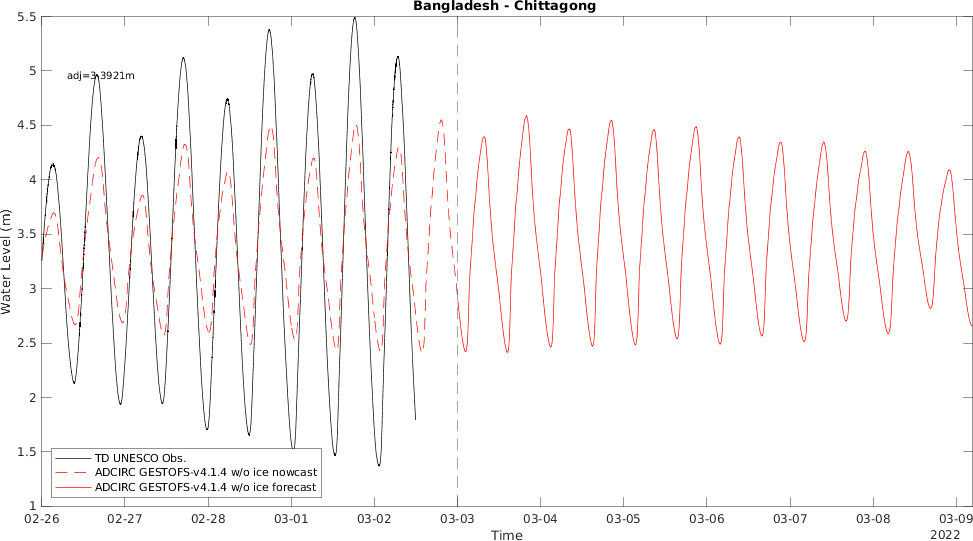 Bangladesh - Chittagong
5.5
5
4.5
4
3.5
3
2.5
2
1.5
1
Water Level (m)
adj=3.3921m
TD UNESCO Obs.
ADCIRC GESTOFS-v4.1.4 w/o ice nowcast
ADCIRC GESTOFS-v4.1.4 w/o ice forecast
02-26 02-27 02-28 03-01 03-02 03-03 03-04 03-05 03-06 03-07 03-08 03-09
Time
2022